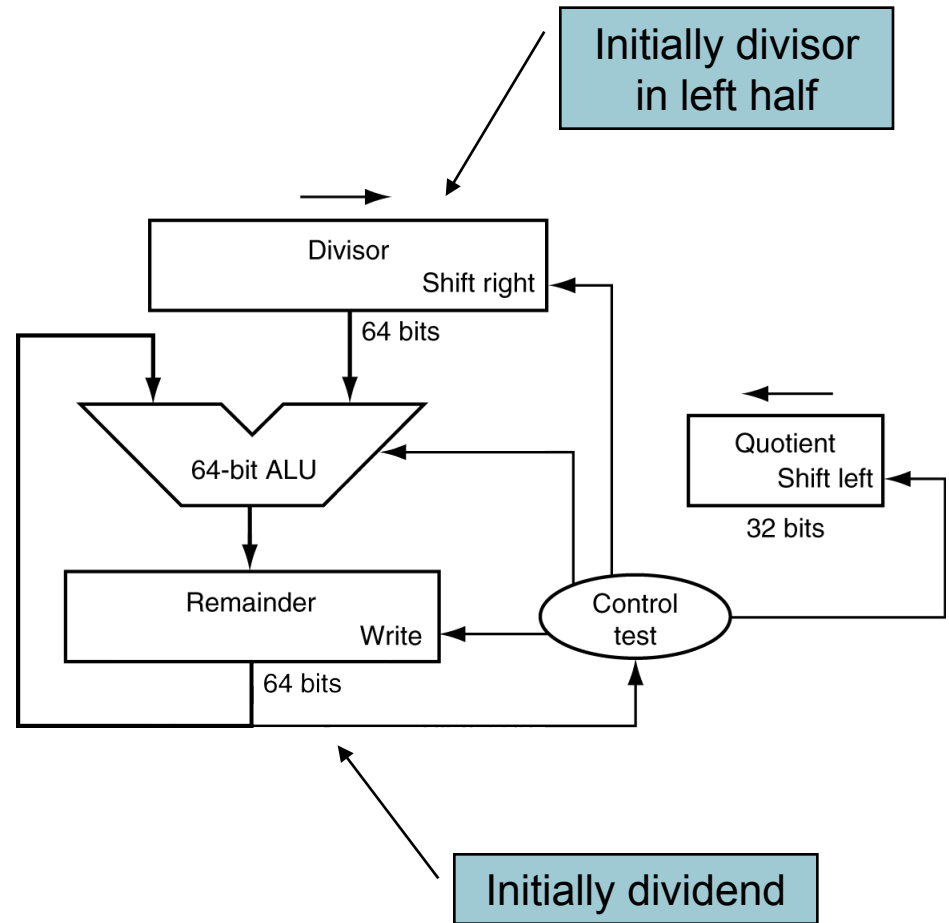 Initially divisor
in left half
Divisor
Shift right
64 bits
64-bit ALU
Quotient
Shift left
32 bits
Remainder
Write
Control
test
64 bits
Initially dividend